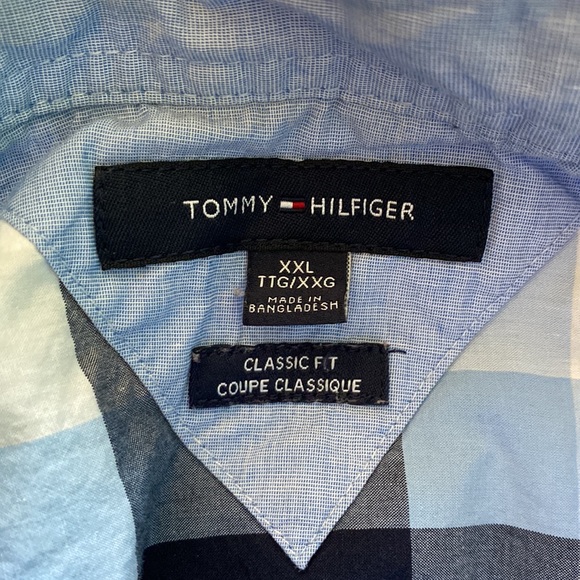 TOMMY HILFIGER
XXL
TTG/XXG
MADE IN
BANGLADESH
CLASSIC FIT
COUPE CLASSIQUE